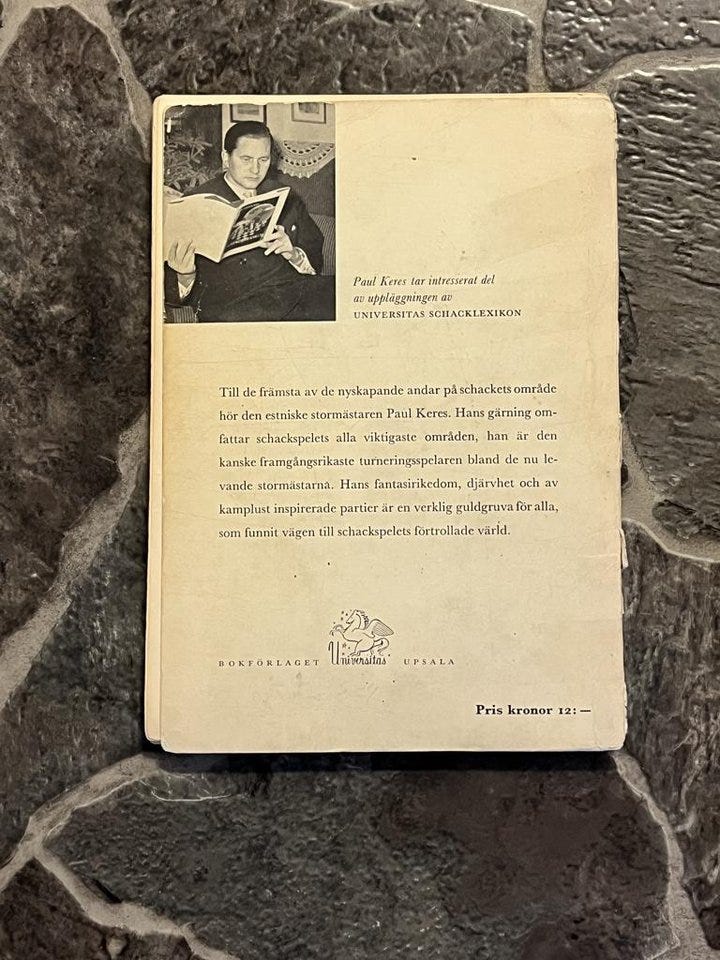 Paul Keres tar intresserat del
av uppläggningen av
UNIVERSITAS SCHACKLEXIKON
Till de främsta av de nyskapande andar på schackets område
hör den estniske stormästaren Paul Keres. Hans gärning om-
fattar schackspelets alla viktigaste områden, han är den
kanske framgångsrikaste turneringsspelaren bland de nu le-
vande stormästarna. Hans fantasirikedom, djärvhet och av
kamplust inspirerade partier är en verklig guldgruva för alla,
som funnit vägen till schackspelets förtrollade värld.
BOKFÖRLAGET Universitas UPSALA
Pris kronor 12:—